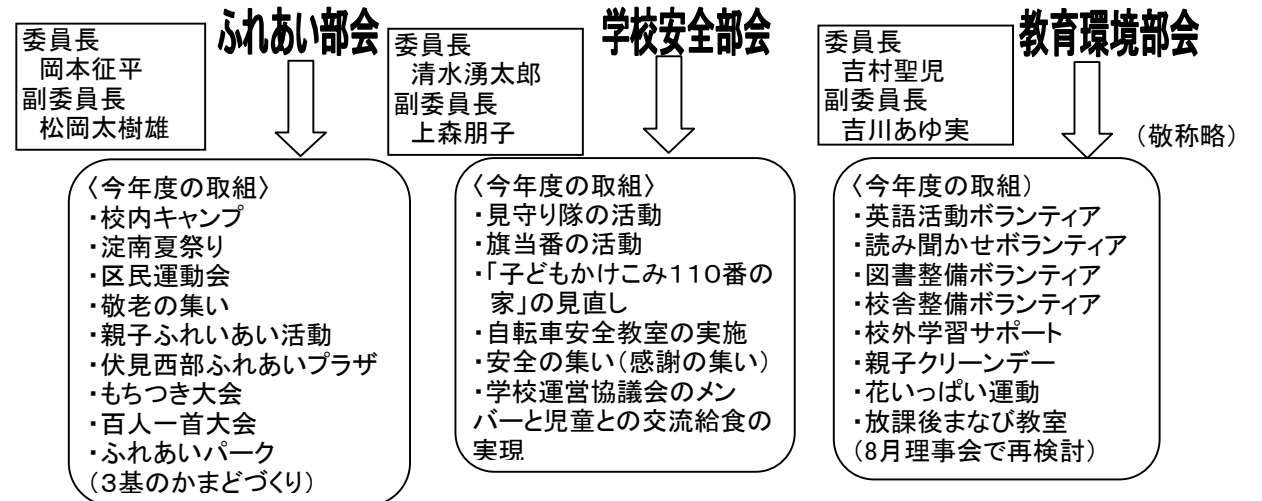 ふれあい部会
委員長
岡本征平
副委員長
松岡太樹雄
〈今年度の取組〉
・校内キャンプ
・淀南夏祭り
・区民運動会
・敬老の集い
・親子ふれいあい活動
・伏見西部ふれあいプラザ
・もちつき大会
・百人一首大会
・ふれあいパーク
(３基のかまどづくり)
学校安全部会
委員長
清水湧太郎
副委員長
上森朋子
〈今年度の取組〉
・見守り隊の活動
・旗当番の活動
・「子どもかけこみ１１０番の
家」の見直し
・自転車安全教室の実施
・安全の集い(感謝の集い)
・学校運営協議会のメン
バーと児童との交流給食の
実現
教育環境部会
委員長
吉村聖児
副委員長
吉川あゆ実
(敬称略)
〈今年度の取組)
・英語活動ボランティア
・読み聞かせボランティア
・図書整備ボランティア
・校舎整備ボランティア
・校外学習サポート
・親子クリーンデー
・花いっぱい運動
・放課後まなび教室
(8月理事会で再検討)